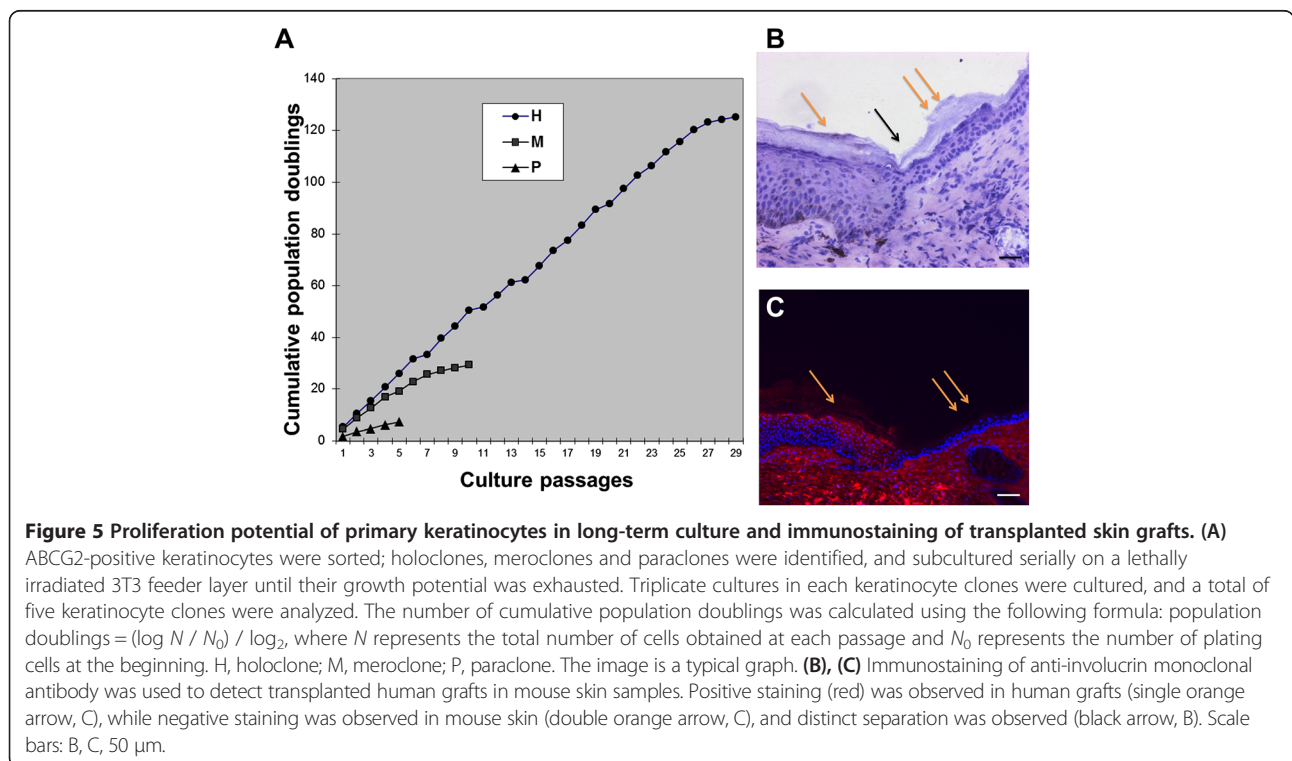 A
B
140
120
100
80
60
40
20
0
Cumulative population doublings
H
M
P
1 3 5 7 9 11 13 15 17 19 21 23 25 27 29
Culture passages
C
Figure 5 Proliferation potential of primary keratinocytes in long-term culture and immunostaining of transplanted skin grafts. (A)
ABCG2-positive keratinocytes were sorted; holoclones, meroclones and paraclones were identified, and subcultured serially on a lethally
irradiated 3T3 feeder layer until their growth potential was exhausted. Triplicate cultures in each keratinocyte clones were cultured, and a total of
five keratinocyte clones were analyzed. The number of cumulative population doublings was calculated using the following formula: population
doublings = (log N / N₀) / log₂, where N represents the total number of cells obtained at each passage and N₀ represents the number of plating
cells at the beginning. H, holoclone; M, meroclone; P, paraclone. The image is a typical graph. (B), (C) Immunostaining of anti-involucrin monoclonal
antibody was used to detect transplanted human grafts in mouse skin samples. Positive staining (red) was observed in human grafts (single orange
arrow, C), while negative staining was observed in mouse skin (double orange arrow, C), and distinct separation was observed (black arrow, B). Scale
bars: B, C, 50 μm.